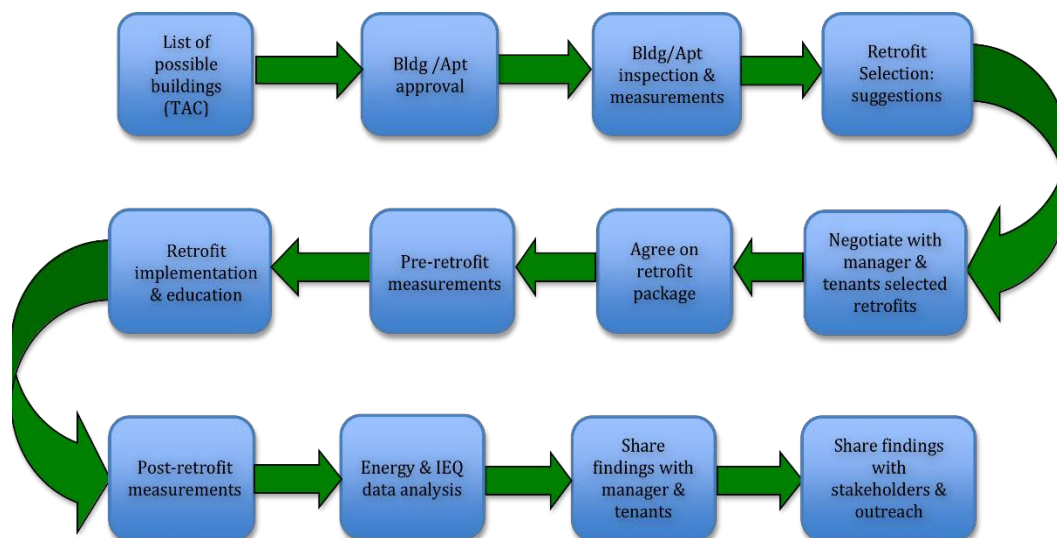 List of
possible
buildings
(TAC)
Bldg /Apt
approval
Bldg/Apt
inspection &
measurements
Retrofit
Selection:
suggestions
Negotiate with
manager &
tenants selected
retrofits
Agree on
retrofit
package
Pre-retrofit
measurements
Retrofit
implementation
& education
Post-retrofit
measurements
Energy & IEQ
data analysis
Share
findings with
manager &
tenants
Share findings
with
stakeholders &
outreach